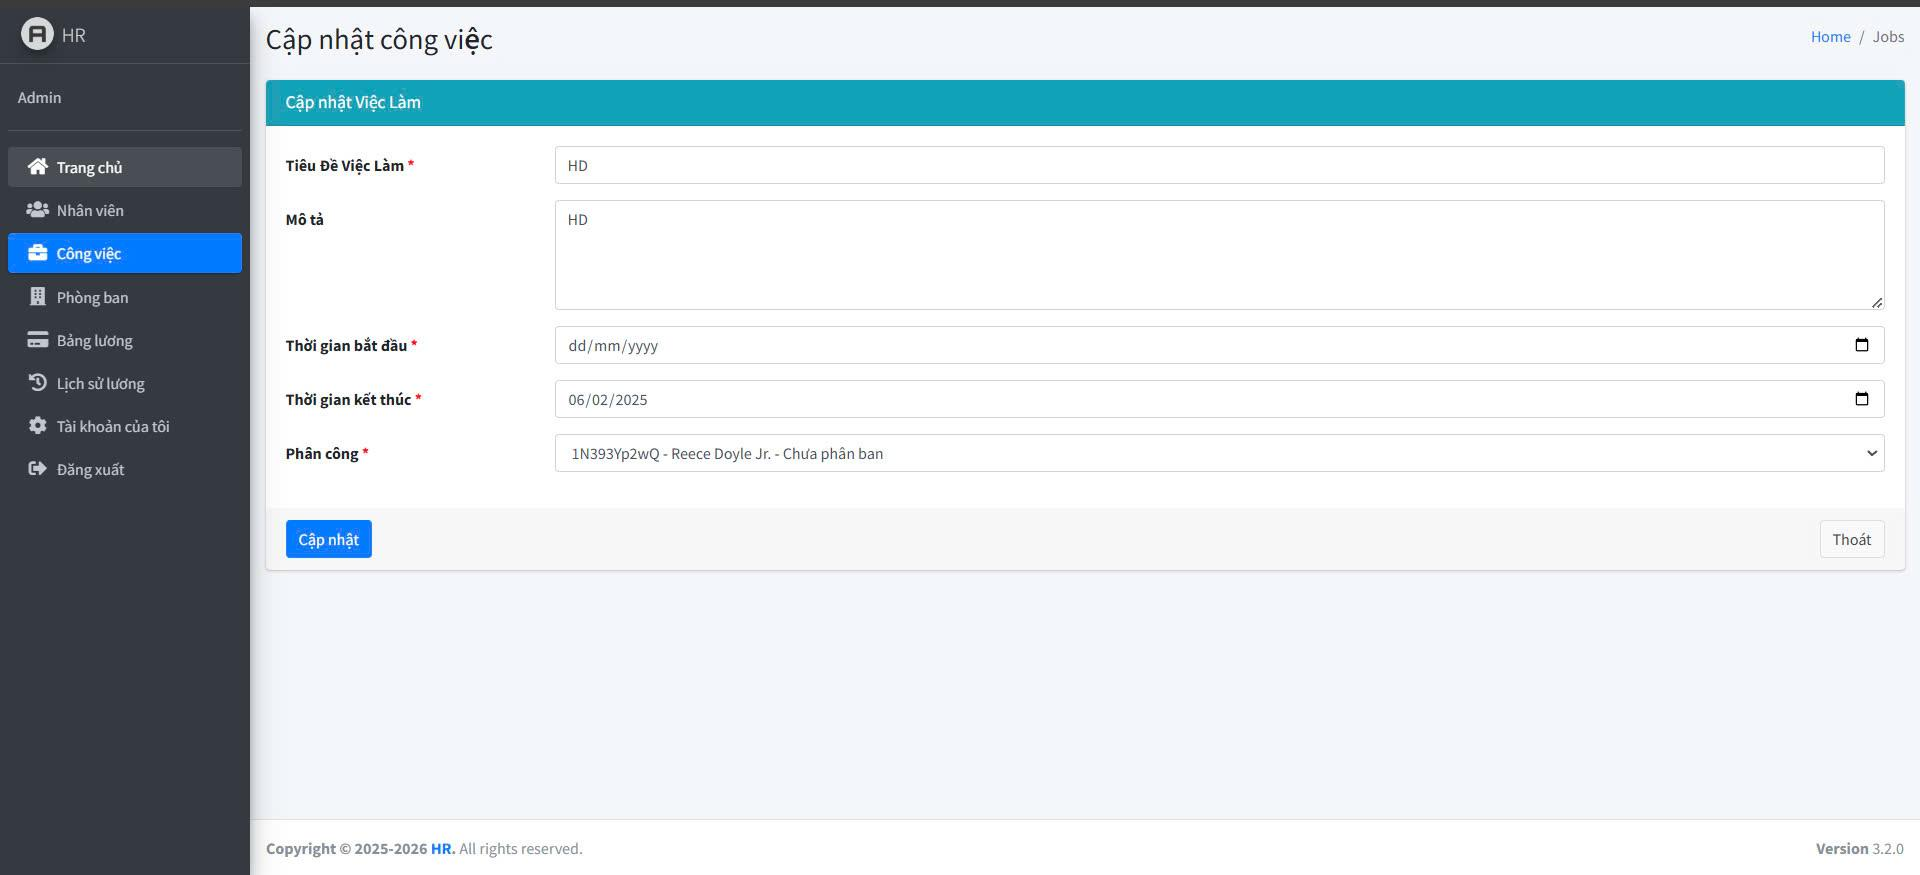 HR
Admin
Trang chủ
Nhân viên
Công việc
Phòng ban
Bảng lương
Lịch sử lương
Tài khoản của tôi
Đăng xuất
Cập nhật công việc
Home / Jobs
Cập nhật Việc Làm
Tiêu Đề Việc Làm * HD
Mô tả HD
Thời gian bắt đầu * dd/mm/yyyy
Thời gian kết thúc * 06/02/2025
Phân công * 1N393Yp2wQ - Reece Doyle Jr. - Chưa phân ban
Cập nhật
Thoát
Copyright © 2025-2026 HR. All rights reserved.
Version 3.2.0